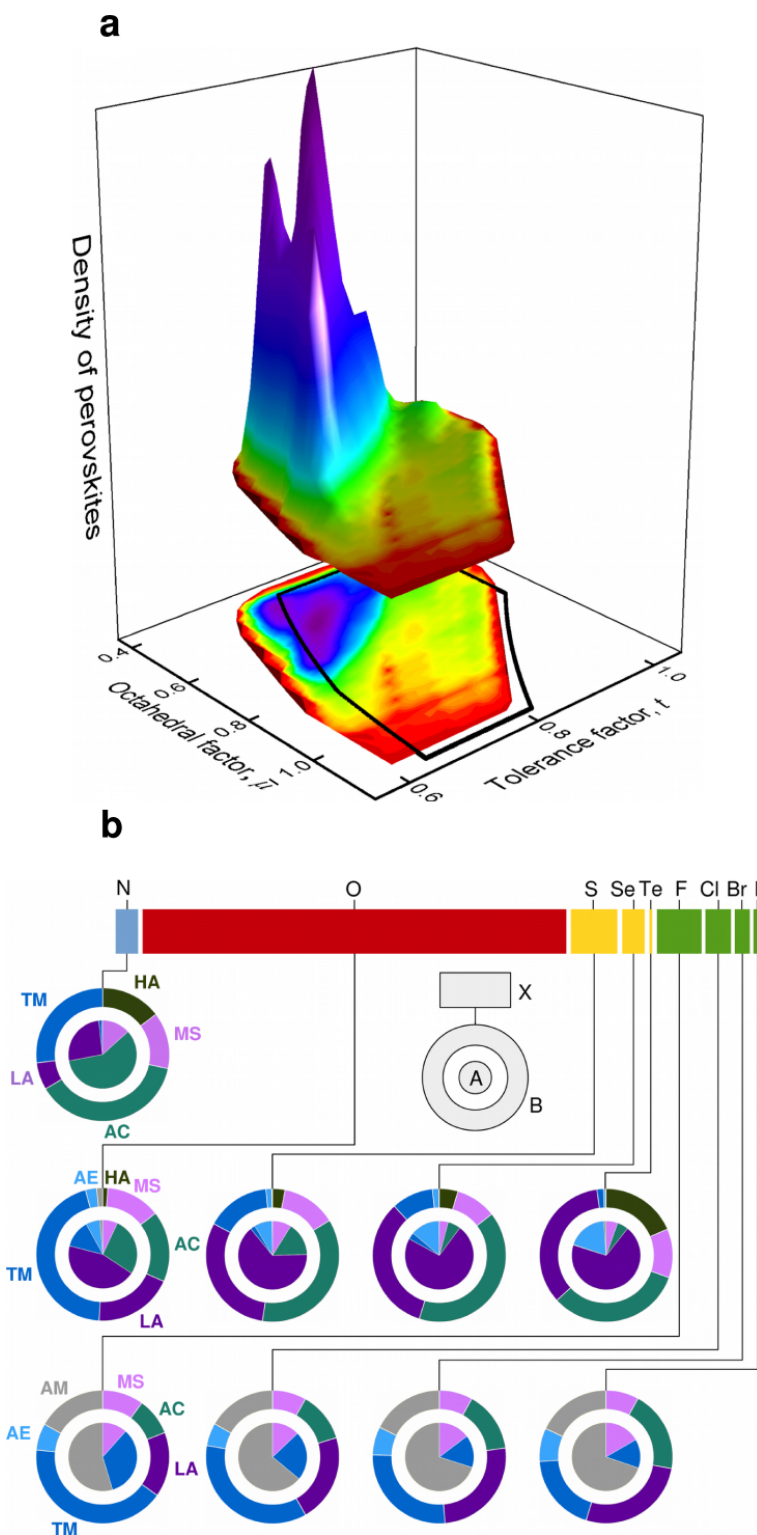 a
Density of perovskites
0.4
0.6
0.8
1.0
Octahedral factor, μ̄
0.6
0.8
1.0
Tolerance factor, t
b
N O S Se Te F Cl Br I
TM HA MS LA AC
X
A
B
AE HA MS AC TM LA
AM MS AC AE LA TM